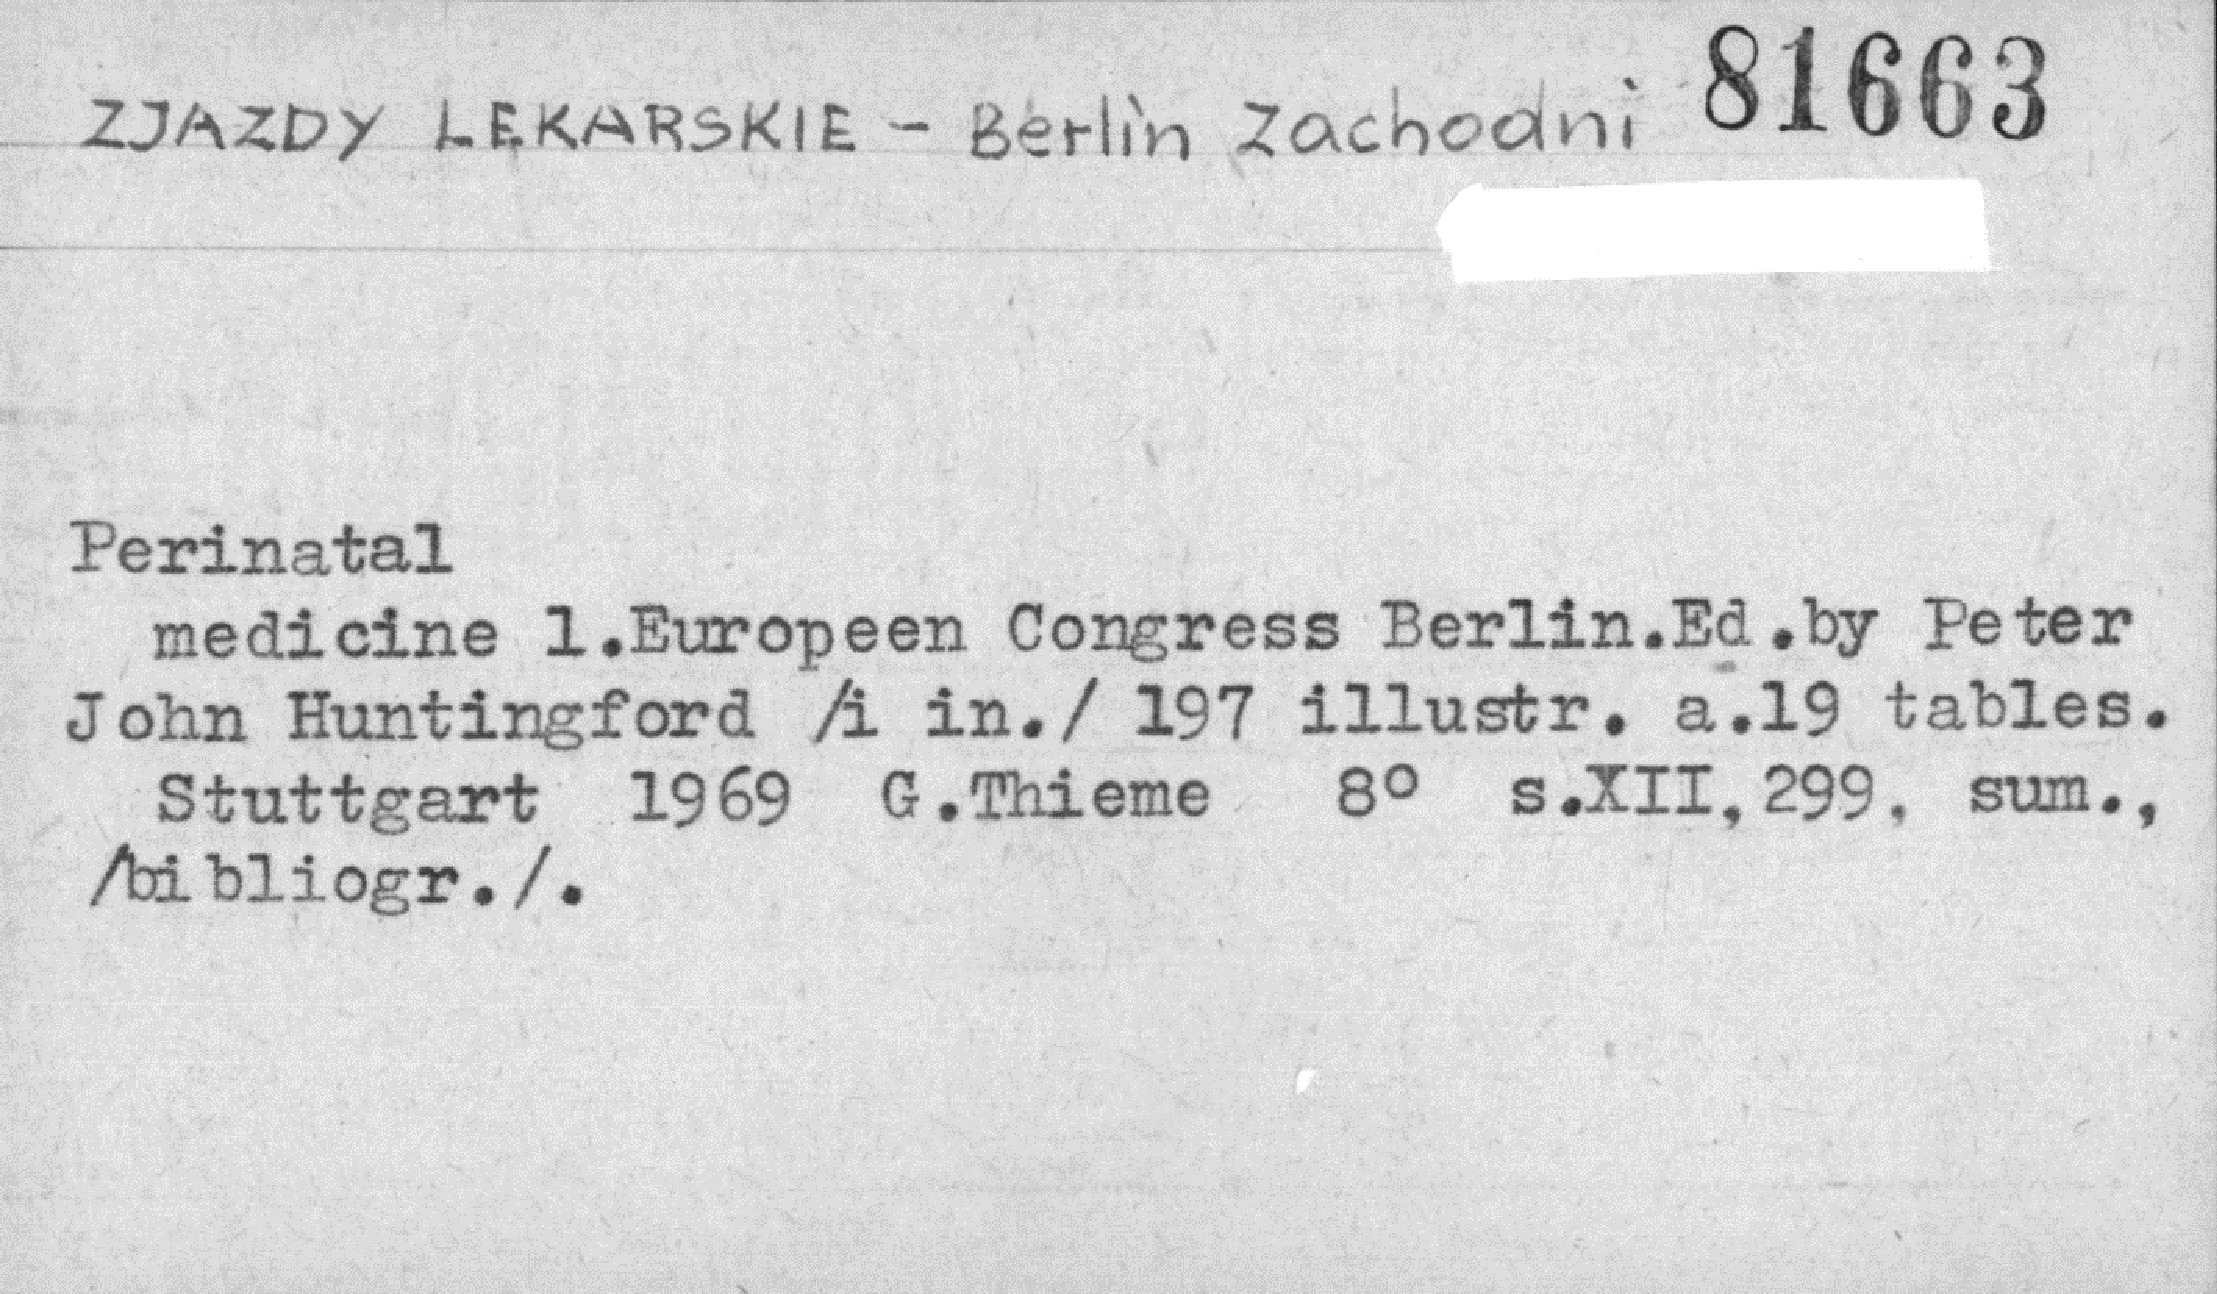 ZJAZDY LEKARSKIE - Berlin Zachodni 81663
Perinatal
medicine 1.Europeen Congress Berlin.Ed.by Peter
John Huntingford /i in./ 197 illustr. a.19 tables.
Stuttgart 1969 G.Thieme 8° s.XII,299, sum.,
/bibliogr./.